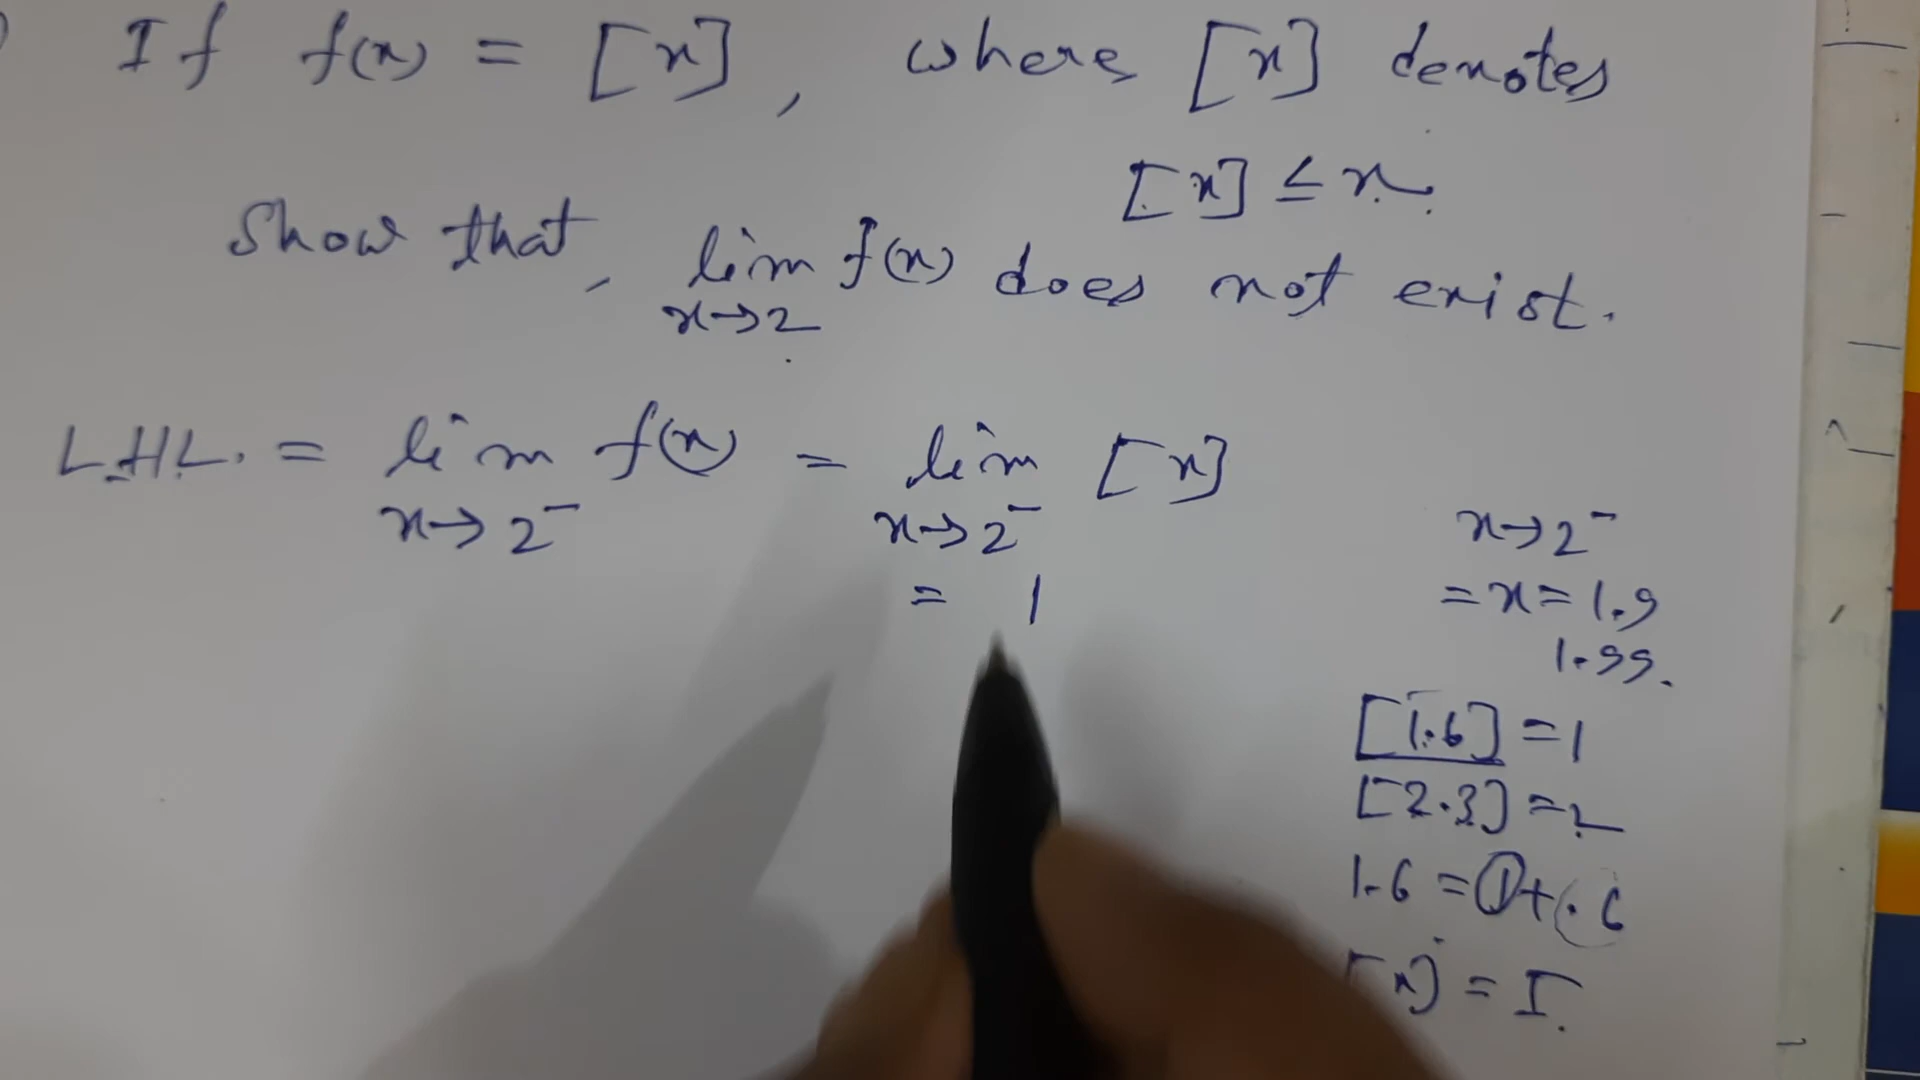 If f(x) = [x], where [x] denotes
[x] ≤ x.
Show that, lim f(x) does not exist.
x→2
L.H.L. = lim f(x) = lim [x]
x→2⁻ x→2⁻
= 1
x→2⁻
= x = 1.9
1.99.
[1.6] = 1
[2.3] = 2
1.6 = 1 + .6
[x] = I.